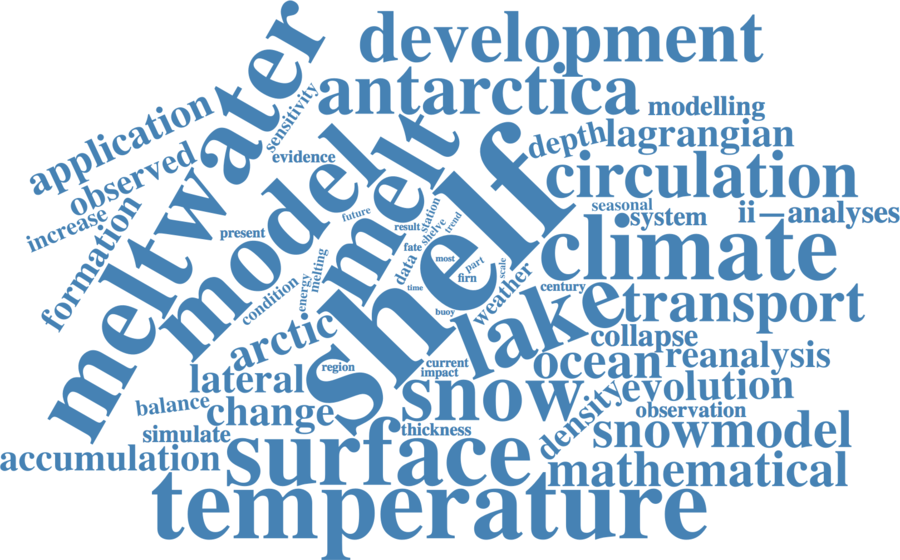 development
meltwater
antarctica
modelling
application
sensitivity
depth
lagrangian
observed
evidence
melt
shelf
model
circulation
increase
formation
present
future
result
station
shelve
trend
seasonal
system
ii—analyses
climate
fate
most
part
scale
data
firn
time
buoy
energy
melting
condition
weather
century
lake
transport
arctic
collapse
region
current
impact
ocean
reanalysis
lateral
snow
evolution
balance
change
density
observation
simulate
thickness
snowmodel
accumulation
surface
mathematical
temperature